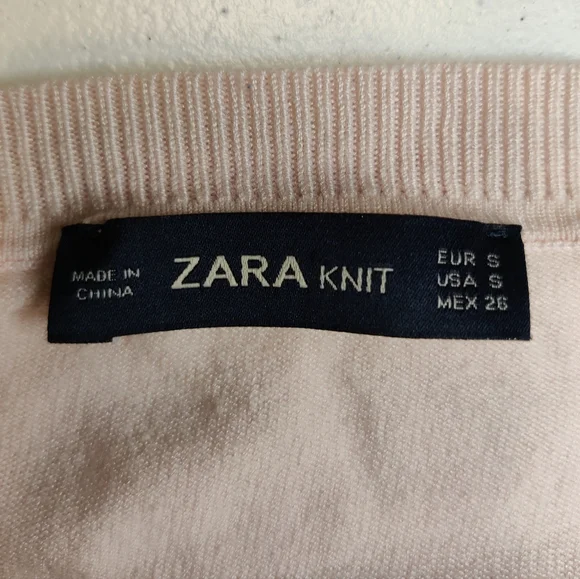 MADE IN
CHINA
ZARA KNIT
EUR S
USA S
MEX 26